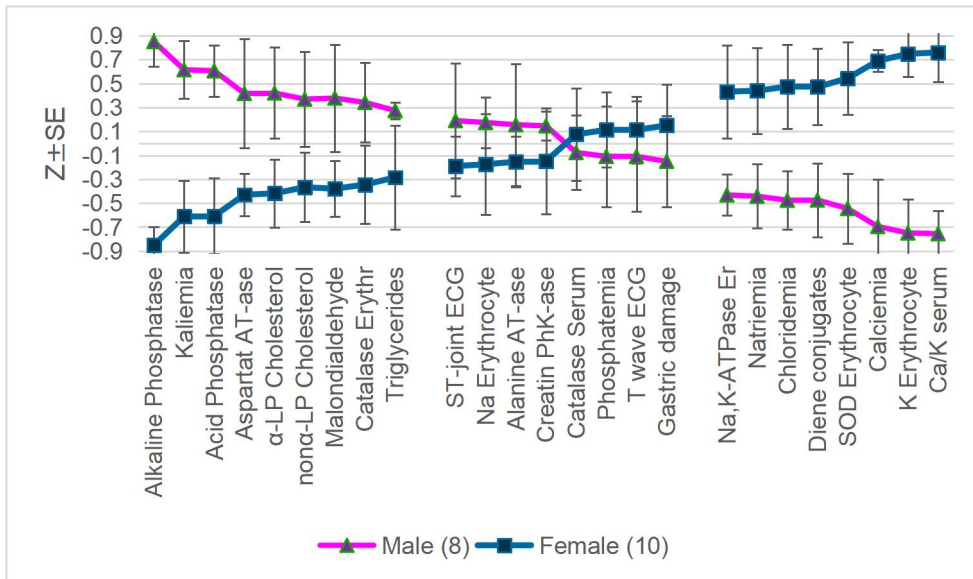 Z±SE
0.9
0.7
0.5
0.3
0.1
-0.1
-0.3
-0.5
-0.7
-0.9
Alkaline Phosphatase
Kaliemia
Acid Phosphatase
Aspartat AT-ase
α-LP Cholesterol
nonα-LP Cholesterol
Malondialdehyde
Catalase Erythr
Triglycerides
ST-joint ECG
Na Erythrocyte
Alanine AT-ase
Creatin PhK-ase
Catalase Serum
Phosphatemia
T wave ECG
Gastric damage
Na,K-ATPase Er
Natriemia
Chloridemia
Diene conjugates
SOD Erythrocyte
Calciemia
K Erythrocyte
Ca/K serum
Male (8)
Female (10)